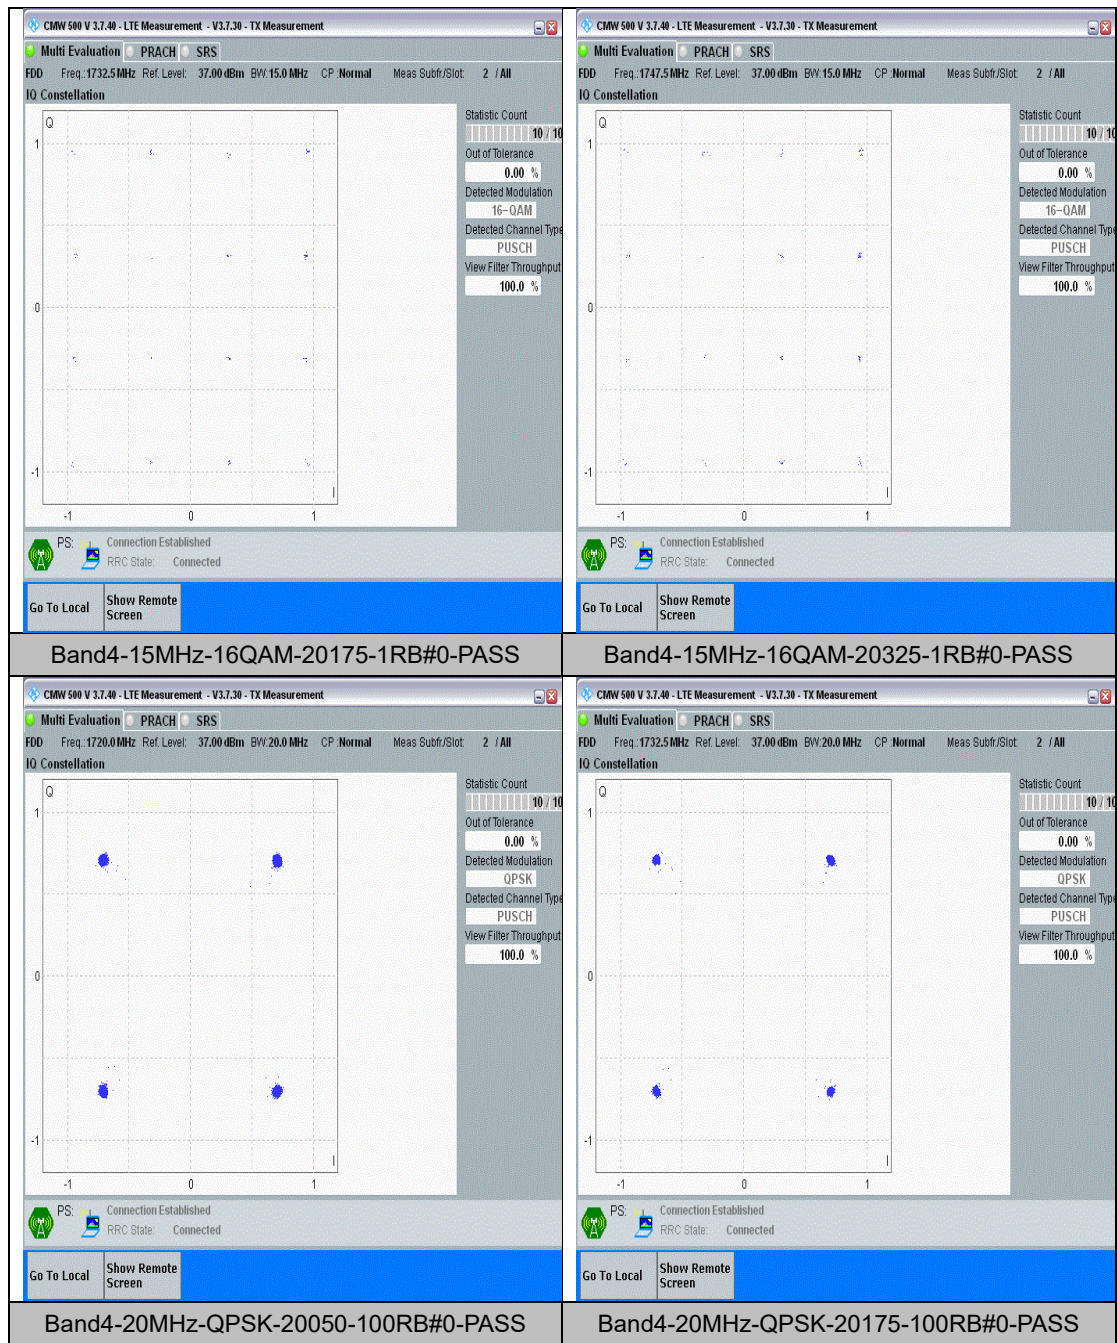 CMW 500 V 3.7.40 - LTE Measurement - V3.7.30 - TX Measurement
Multi Evaluation PRACH SRS
FDD Freq.:1732.5 MHz Ref. Level: 37.00 dBm BW:15.0 MHz CP :Normal Meas Subfr./Slot: 2 / All
IQ Constellation
Q
1
0
-1
-1 0 1
I
Statistic Count
10 / 10
Out of Tolerance
0.00 %
Detected Modulation
16-QAM
Detected Channel Type
PUSCH
View Filter Throughput
100.0 %
PS: Connection Established
RRC State: Connected
Go To Local Show Remote
Screen
Band4-15MHz-16QAM-20175-1RB#0-PASS
CMW 500 V 3.7.40 - LTE Measurement - V3.7.30 - TX Measurement
Multi Evaluation PRACH SRS
FDD Freq.:1747.5 MHz Ref. Level: 37.00 dBm BW:15.0 MHz CP :Normal Meas Subfr./Slot: 2 / All
IQ Constellation
Q
1
0
-1
-1 0 1
I
Statistic Count
10 / 10
Out of Tolerance
0.00 %
Detected Modulation
16-QAM
Detected Channel Type
PUSCH
View Filter Throughput
100.0 %
PS: Connection Established
RRC State: Connected
Go To Local Show Remote
Screen
Band4-15MHz-16QAM-20325-1RB#0-PASS
CMW 500 V 3.7.40 - LTE Measurement - V3.7.30 - TX Measurement
Multi Evaluation PRACH SRS
FDD Freq.:1720.0 MHz Ref. Level: 37.00 dBm BW:20.0 MHz CP :Normal Meas Subfr./Slot: 2 / All
IQ Constellation
Q
1
0
-1
-1 0 1
I
Statistic Count
10 / 10
Out of Tolerance
0.00 %
Detected Modulation
QPSK
Detected Channel Type
PUSCH
View Filter Throughput
100.0 %
PS: Connection Established
RRC State: Connected
Go To Local Show Remote
Screen
Band4-20MHz-QPSK-20050-100RB#0-PASS
CMW 500 V 3.7.40 - LTE Measurement - V3.7.30 - TX Measurement
Multi Evaluation PRACH SRS
FDD Freq.:1732.5 MHz Ref. Level: 37.00 dBm BW:20.0 MHz CP :Normal Meas Subfr./Slot: 2 / All
IQ Constellation
Q
1
0
-1
-1 0 1
I
Statistic Count
10 / 10
Out of Tolerance
0.00 %
Detected Modulation
QPSK
Detected Channel Type
PUSCH
View Filter Throughput
100.0 %
PS: Connection Established
RRC State: Connected
Go To Local Show Remote
Screen
Band4-20MHz-QPSK-20175-100RB#0-PASS